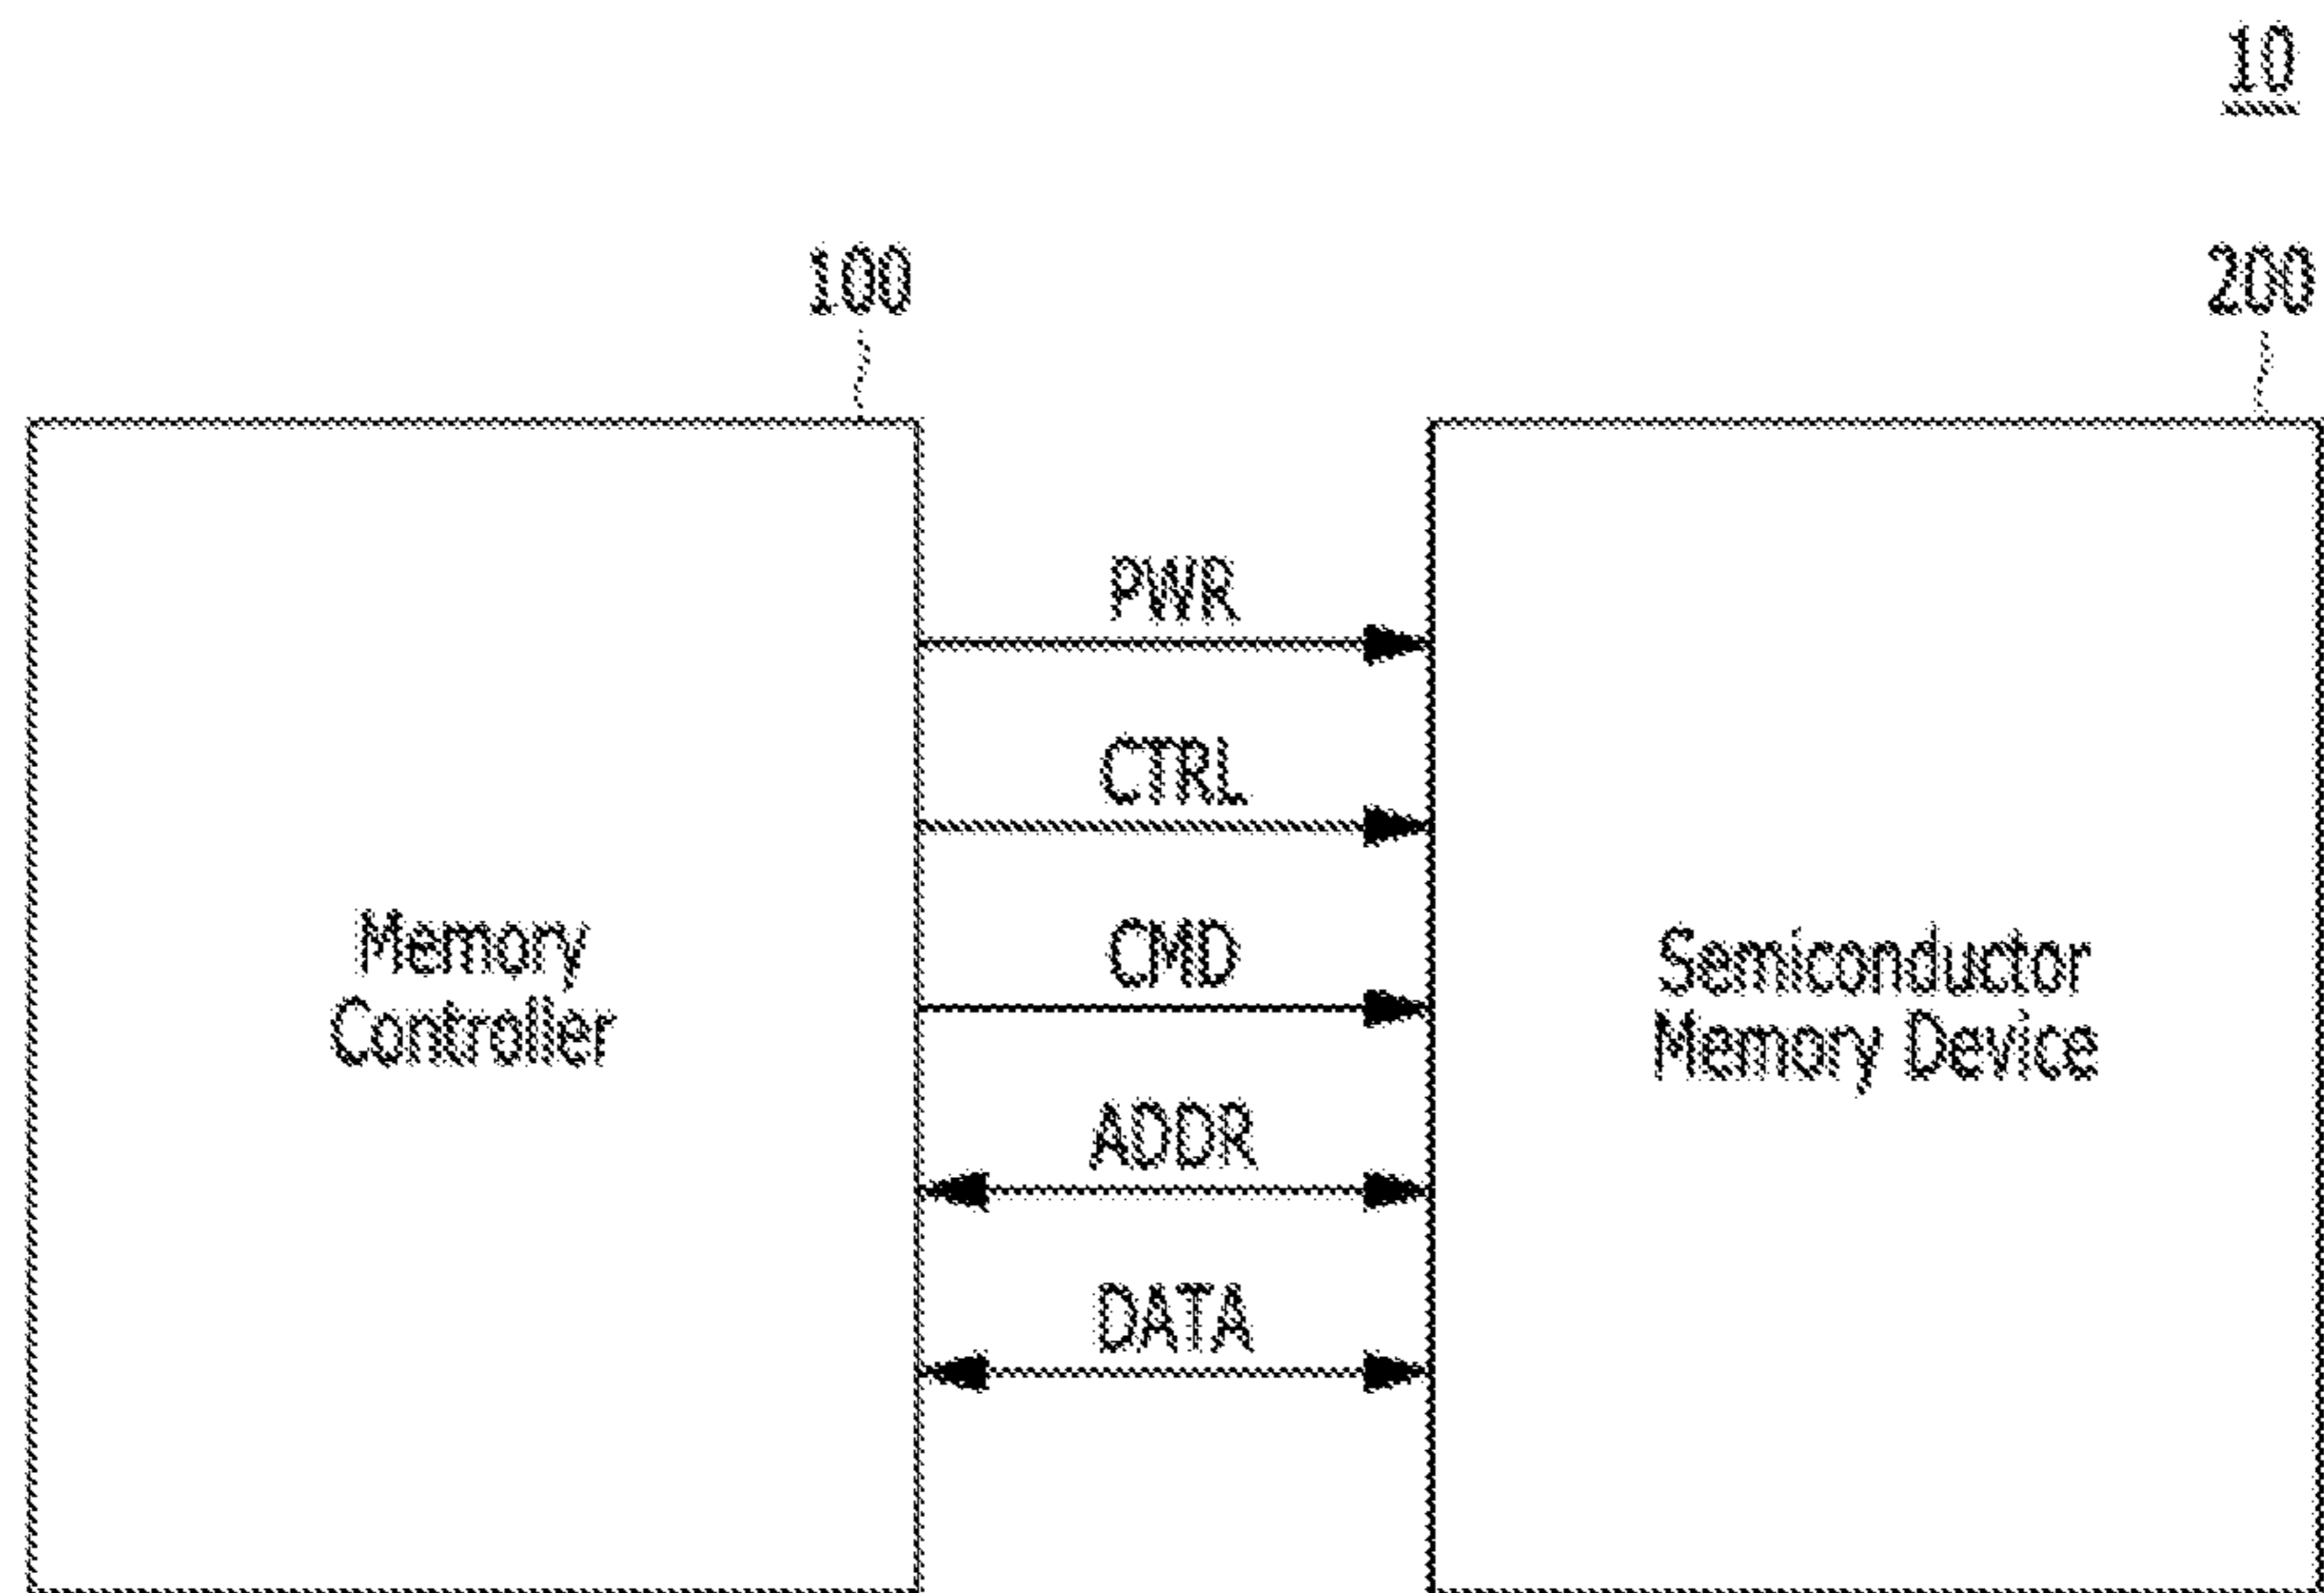 10
100
200
PWR
CTRL
CMD
ADDR
DATA
Memory
Controller
Semiconductor
Memory Device